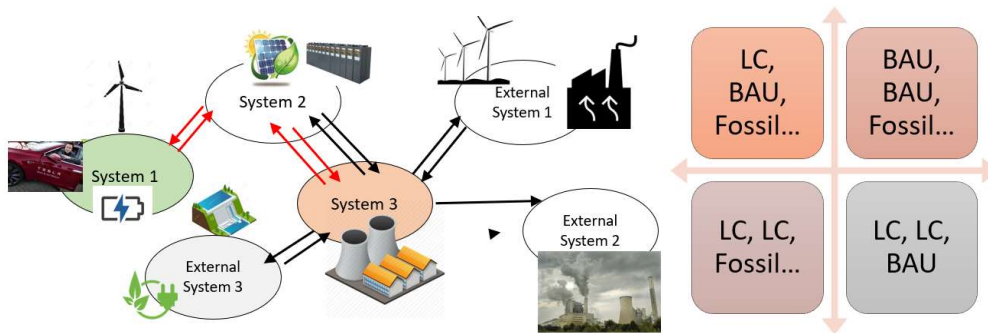 System 1
System 2
System 3
External
System 1
External
System 2
External
System 3
LC,
BAU,
Fossil...
BAU,
BAU,
Fossil...
LC, LC,
Fossil...
LC, LC,
BAU